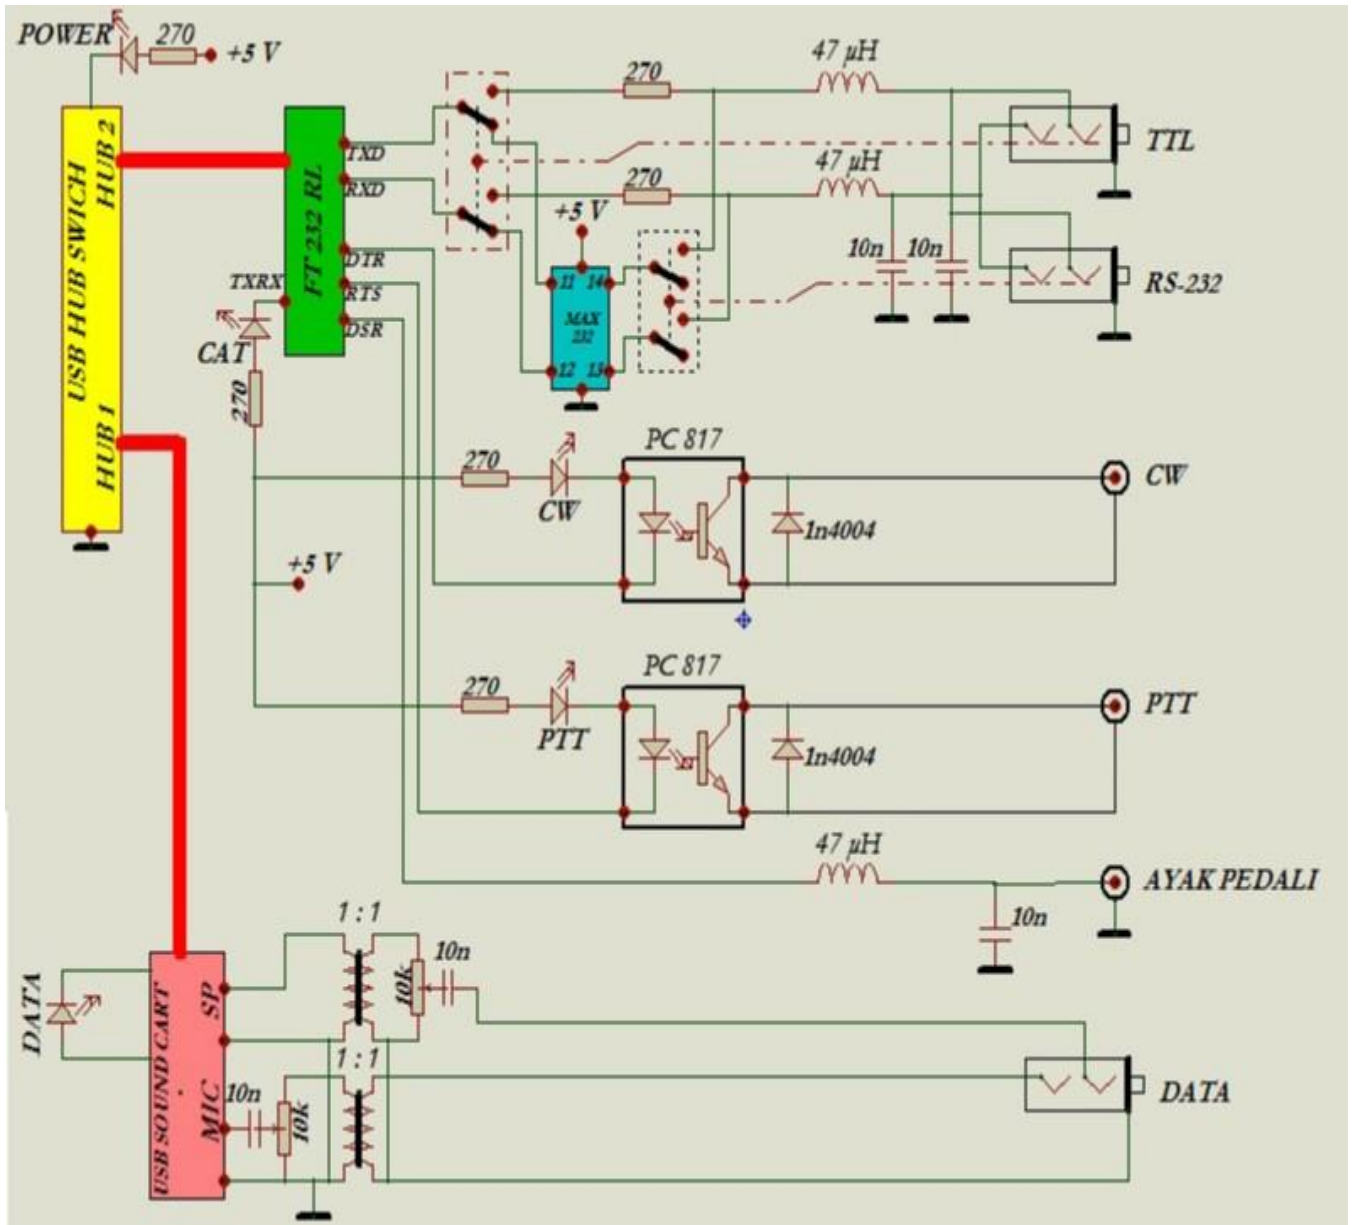 POWER
270
+5 V
USB HUB SWICH
HUB 2
HUB 1
FT 232 RL
TXD
RXD
DTR
RTS
DSR
TXRX
CAT
270
270
47 µH
TTL
270
47 µH
+5 V
11
14
MAX
232
12
13
10n
10n
RS-232
270
CW
PC 817
1n4004
CW
+5 V
270
PTT
PC 817
1n4004
PTT
47 µH
10n
AYAK PEDALI
DATA
USB SOUND CART
SP
MIC
1 : 1
10k
10n
1 : 1
10n
10k
DATA